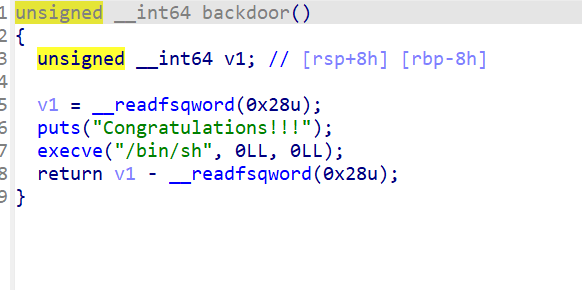 1 unsigned __int64 backdoor()
2 {
3 unsigned __int64 v1; // [rsp+8h] [rbp-8h]
4
5 v1 = __readfsqword(0x28u);
6 puts("Congratulations!!!");
7 execve("/bin/sh", 0LL, 0LL);
8 return v1 - __readfsqword(0x28u);
9 }